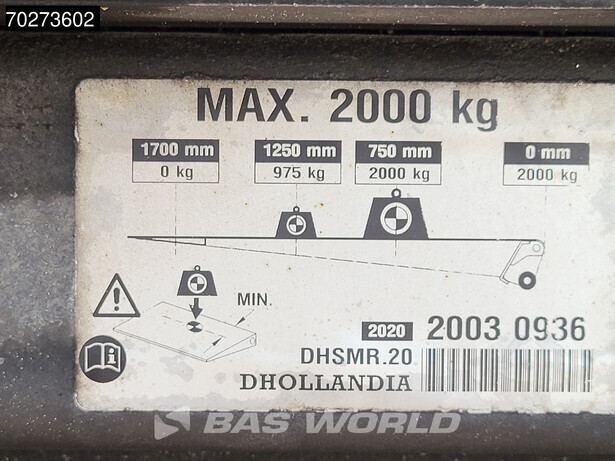 70273602
MAX. 2000 kg
1700 mm 1250 mm 750 mm 0 mm
0 kg 975 kg 2000 kg 2000 kg
MIN.
2020 2003 0936
DHSMR.20
DHOLLANDIA
BAS WORLD